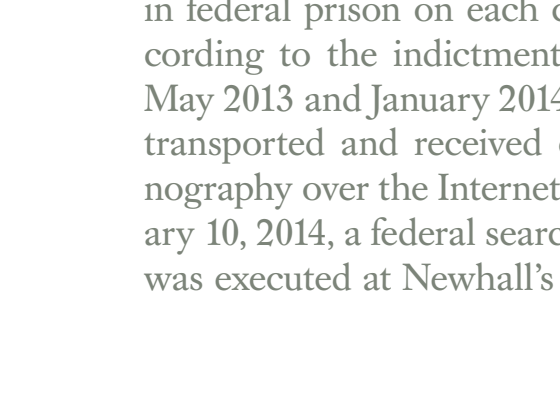 in federal prison on each
cording to the indictment
May 2013 and January 2014
transported and received
nography over the Internet
ary 10, 2014, a federal searc
was executed at Newhall's